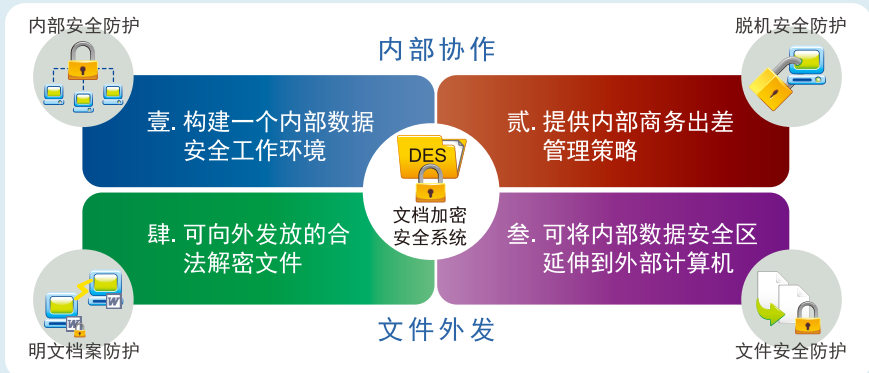 内部安全防护
脱机安全防护
内部协作
壹. 构建一个内部数据
安全工作环境
贰. 提供内部商务出差
管理策略
DES
文档加密
安全系统
肆. 可向外发放的合
法解密文件
叁. 可将内部数据安全区
延伸到外部计算机
W
W
文件外发
明文档案防护
文件安全防护